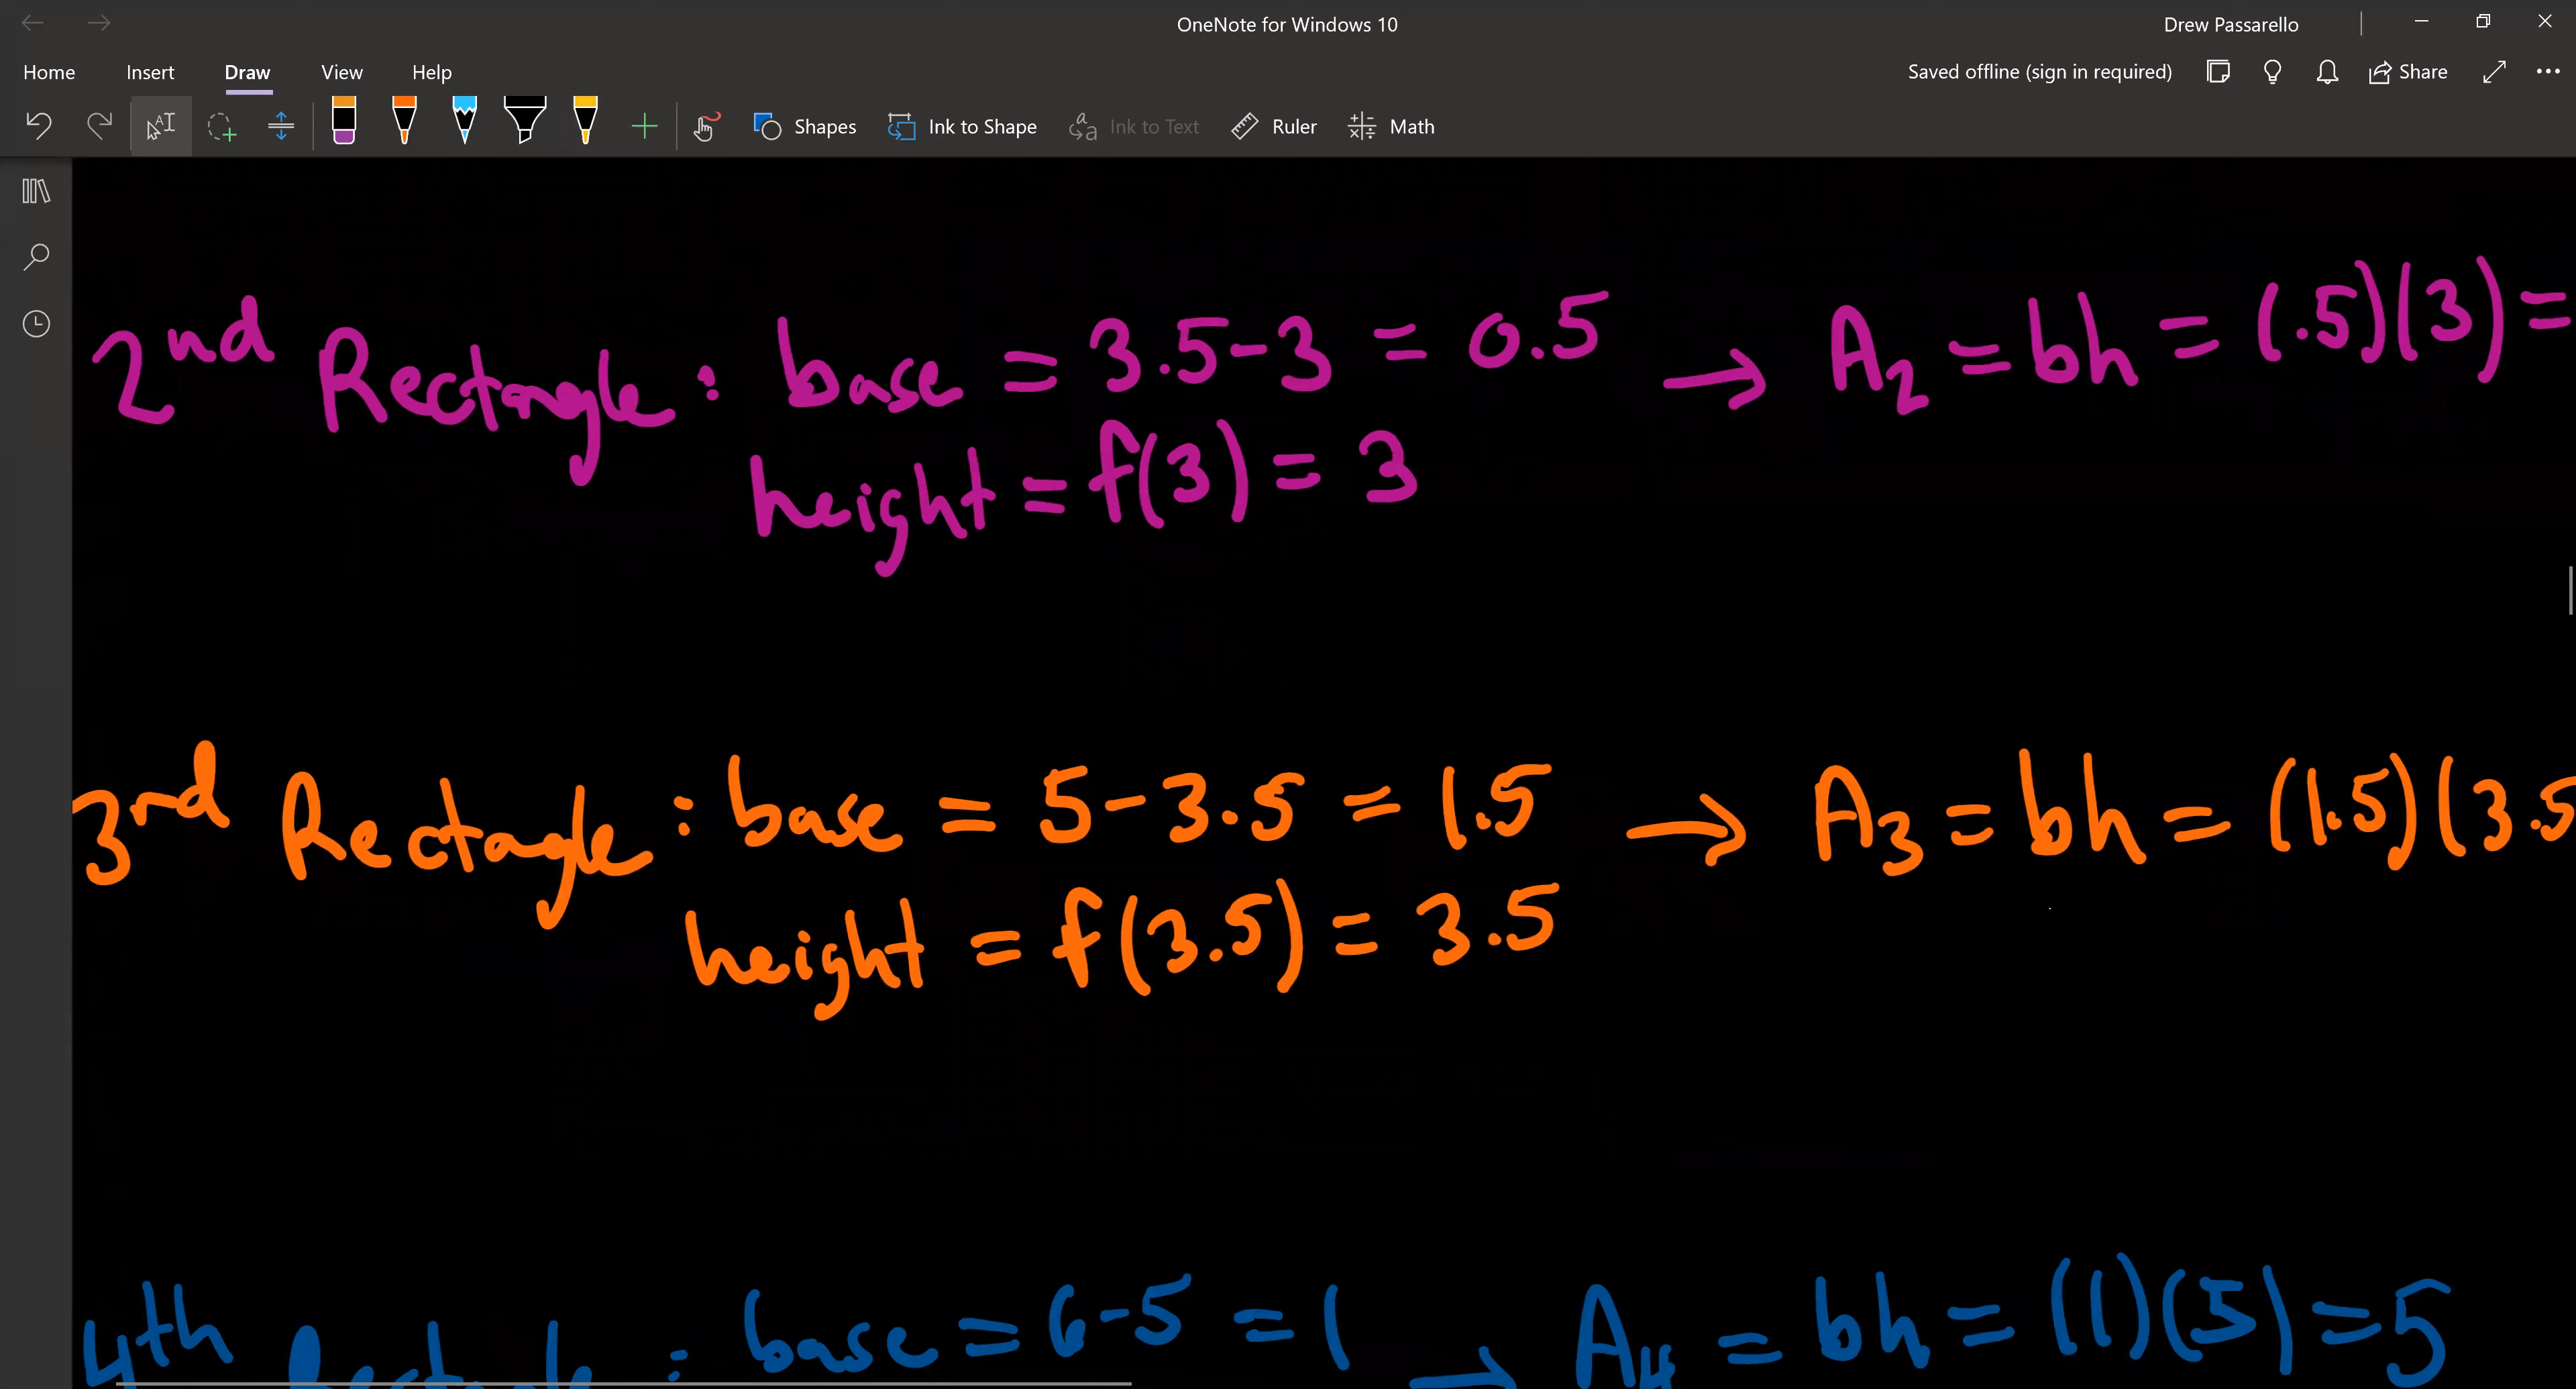 OneNote for Windows 10
Drew Passarello
Home Insert Draw View Help
Saved offline (sign in required) Share
Shapes Ink to Shape Ink to Text Ruler Math
2nd Rectangle : base = 3.5-3 = 0.5 → A2 = bh = (.5)(3) =
height = f(3) = 3
3rd Rectagle : base = 5-3.5 = 1.5 → A3 = bh = (1.5)(3.5
height = f(3.5) = 3.5
4th : base = 6-5 = 1 → A4 = bh = (1)(5) = 5